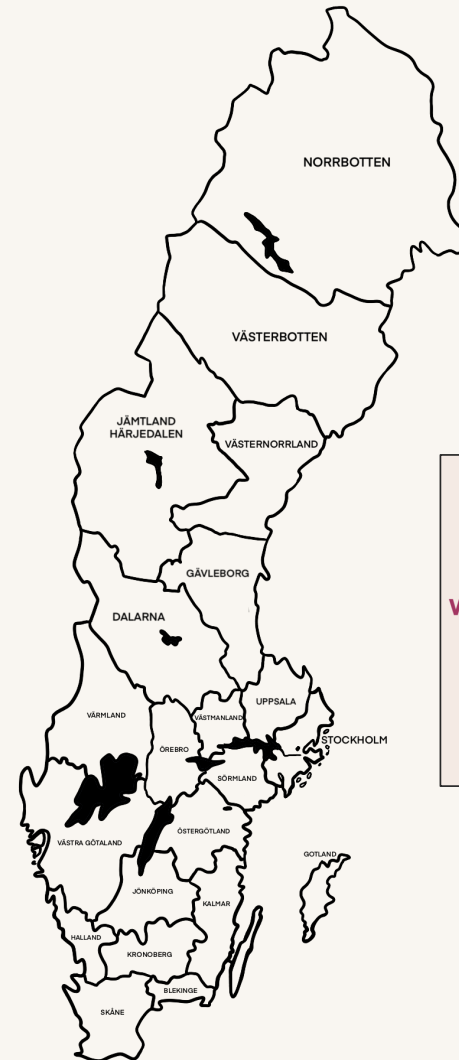 NORRBOTTEN
VÄSTERBOTTEN
JÄMTLAND
HÄRJEDALEN
VÄSTERNORRLAND
GÄVLEBORG
DALARNA
UPPSALA
VÄRMLAND
VÄSTMANLAND
STOCKHOLM
ÖREBRO
SÖRMLAND
ÖSTERGÖTLAND
VÄSTRA GÖTALAND
GOTLAND
JÖNKÖPING
KALMAR
HALLAND
KRONOBERG
BLEKINGE
SKÅNE